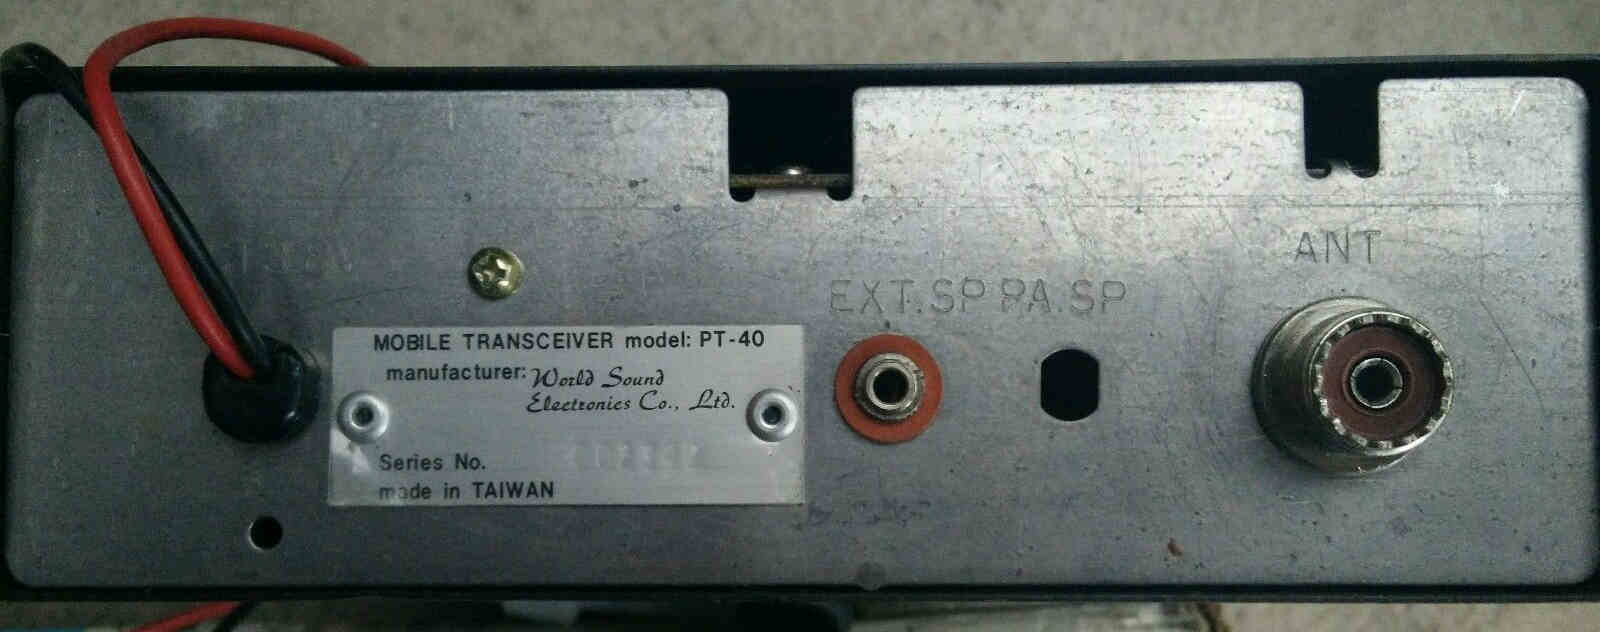 ANT
EXT.SP PA.SP
MOBILE TRANSCEIVER model: PT-40
manufacturer: World Sound
Electronics Co., Ltd.
Series No.
made in TAIWAN